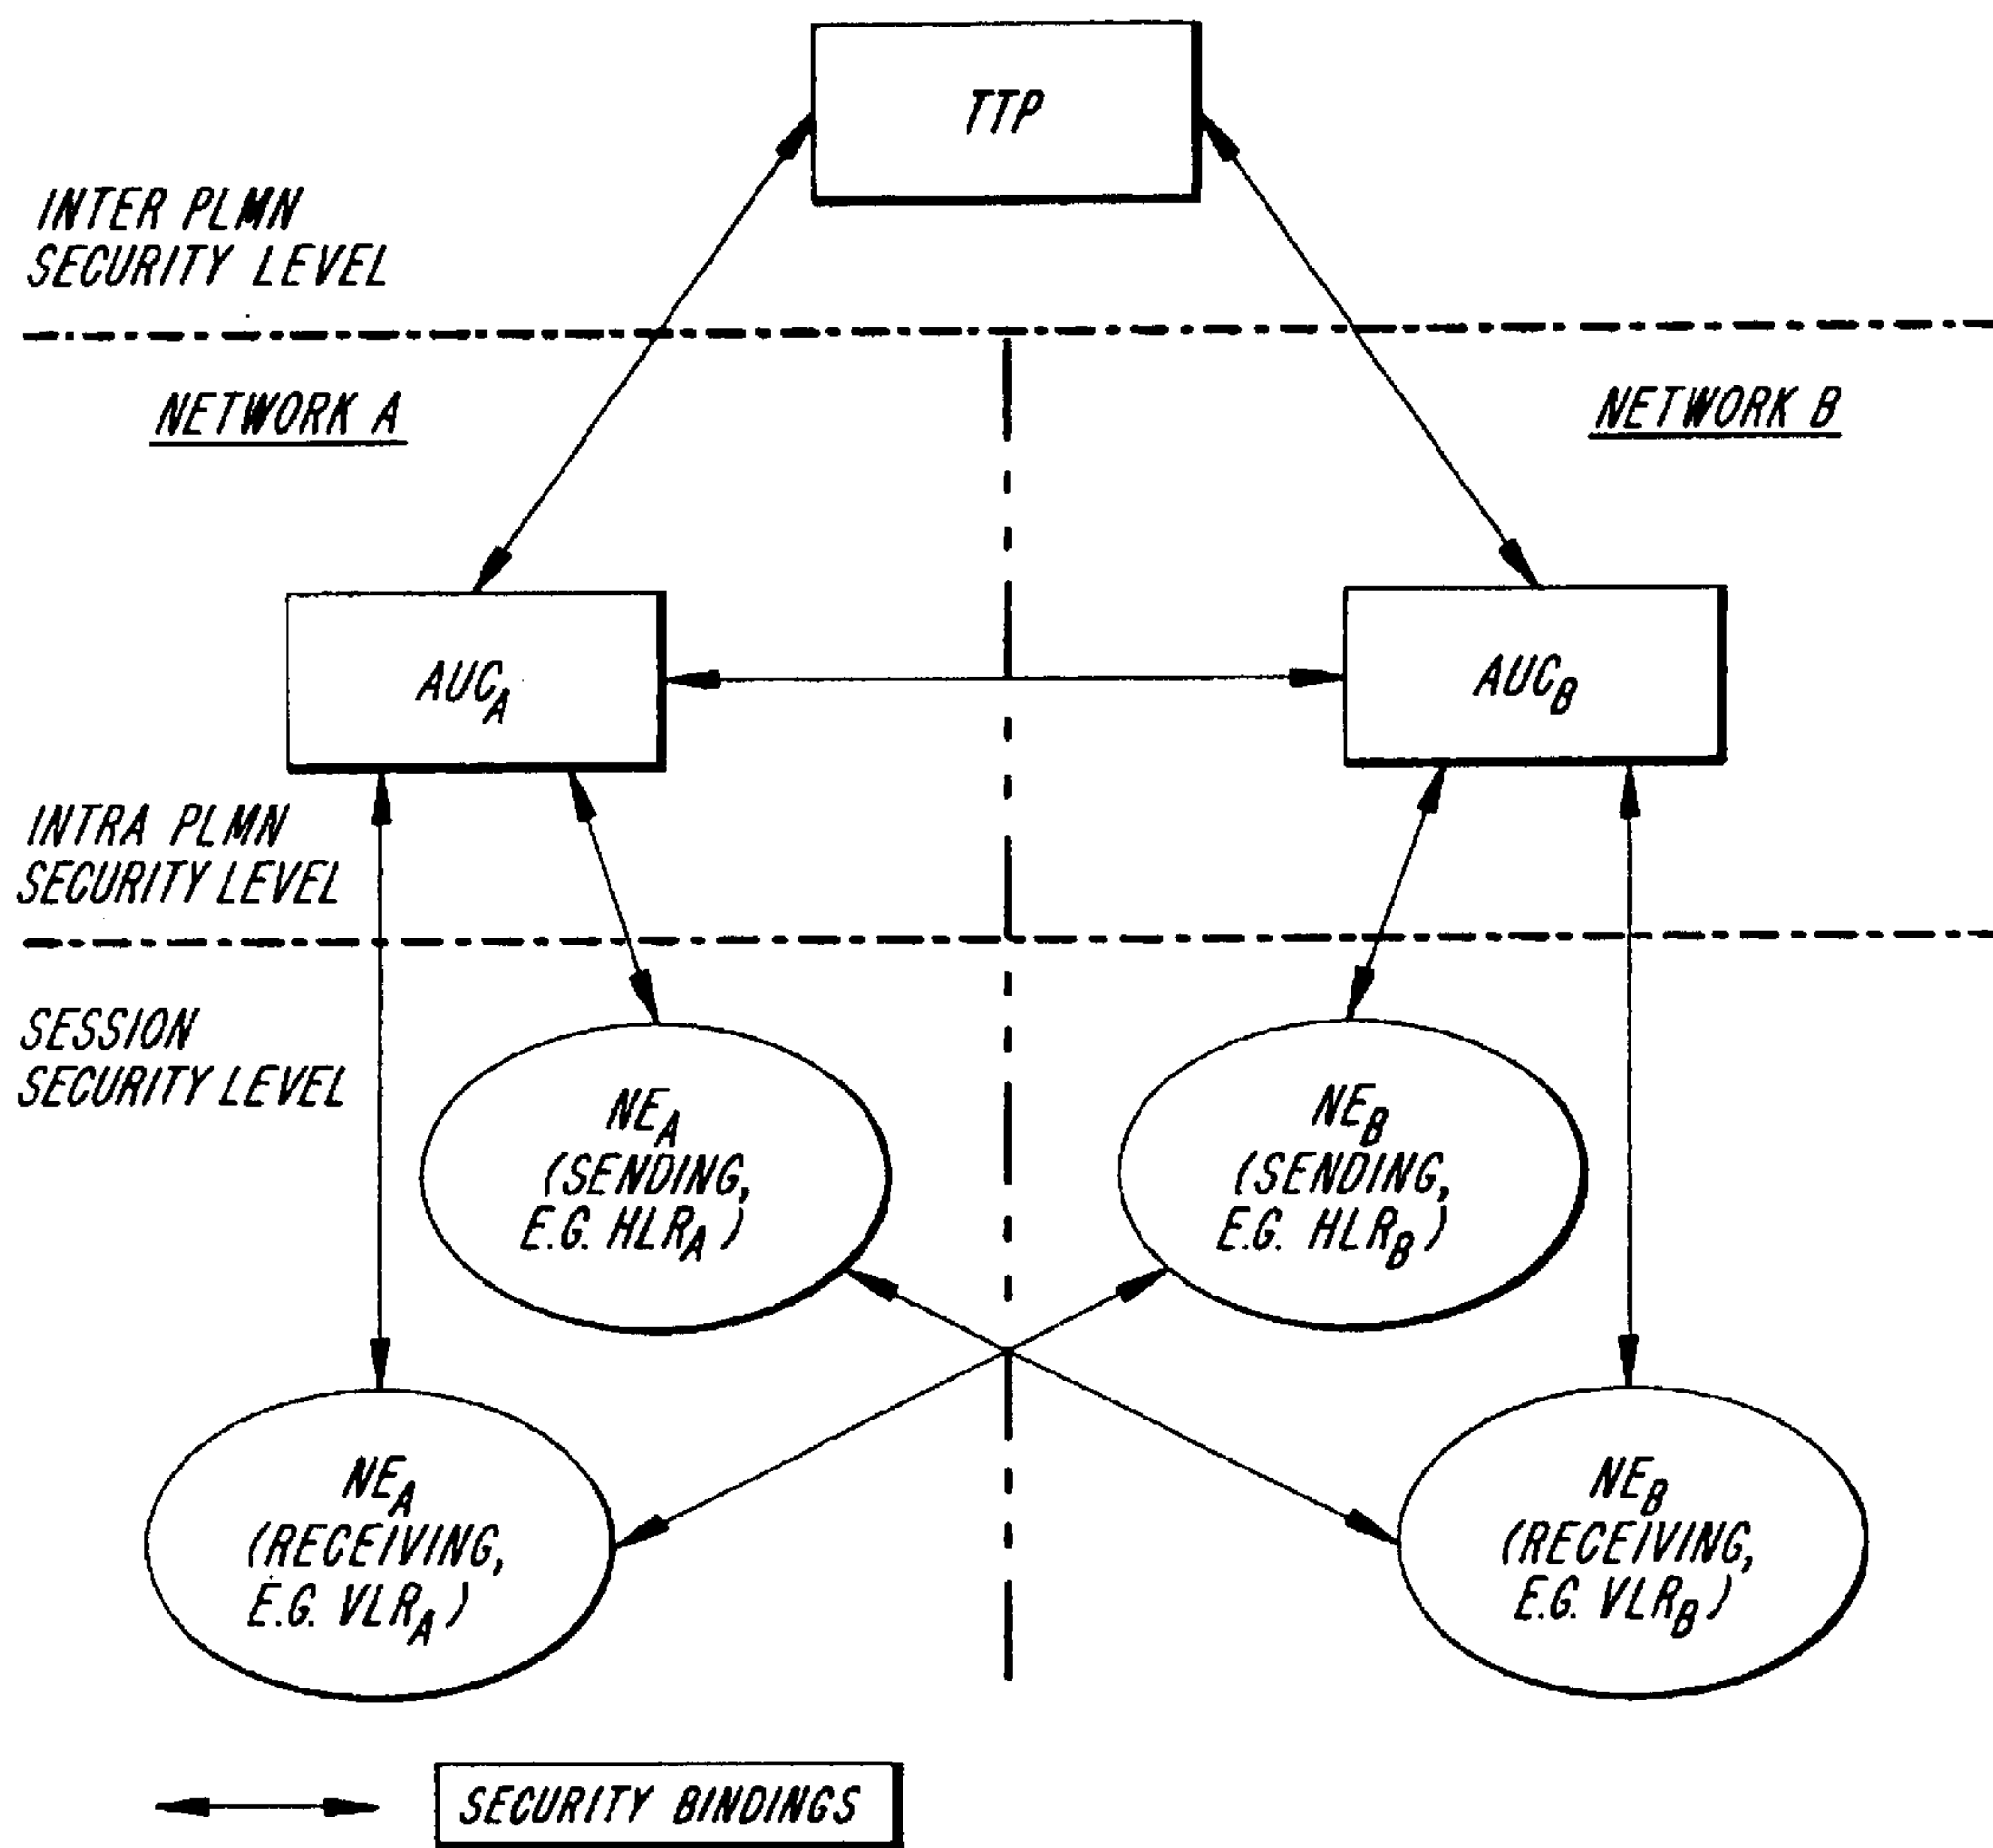 TTP
INTER PLMN
SECURITY LEVEL
NETWORK A
NETWORK B
AUC_A
AUC_B
INTRA PLMN
SECURITY LEVEL
SESSION
SECURITY LEVEL
NE_A
(SENDING,
E.G. HLR_A)
NE_B
(SENDING,
E.G. HLR_B)
NE_A
(RECEIVING,
E.G. VLR_A)
NE_B
(RECEIVING,
E.G. VLR_B)
SECURITY BINDINGS